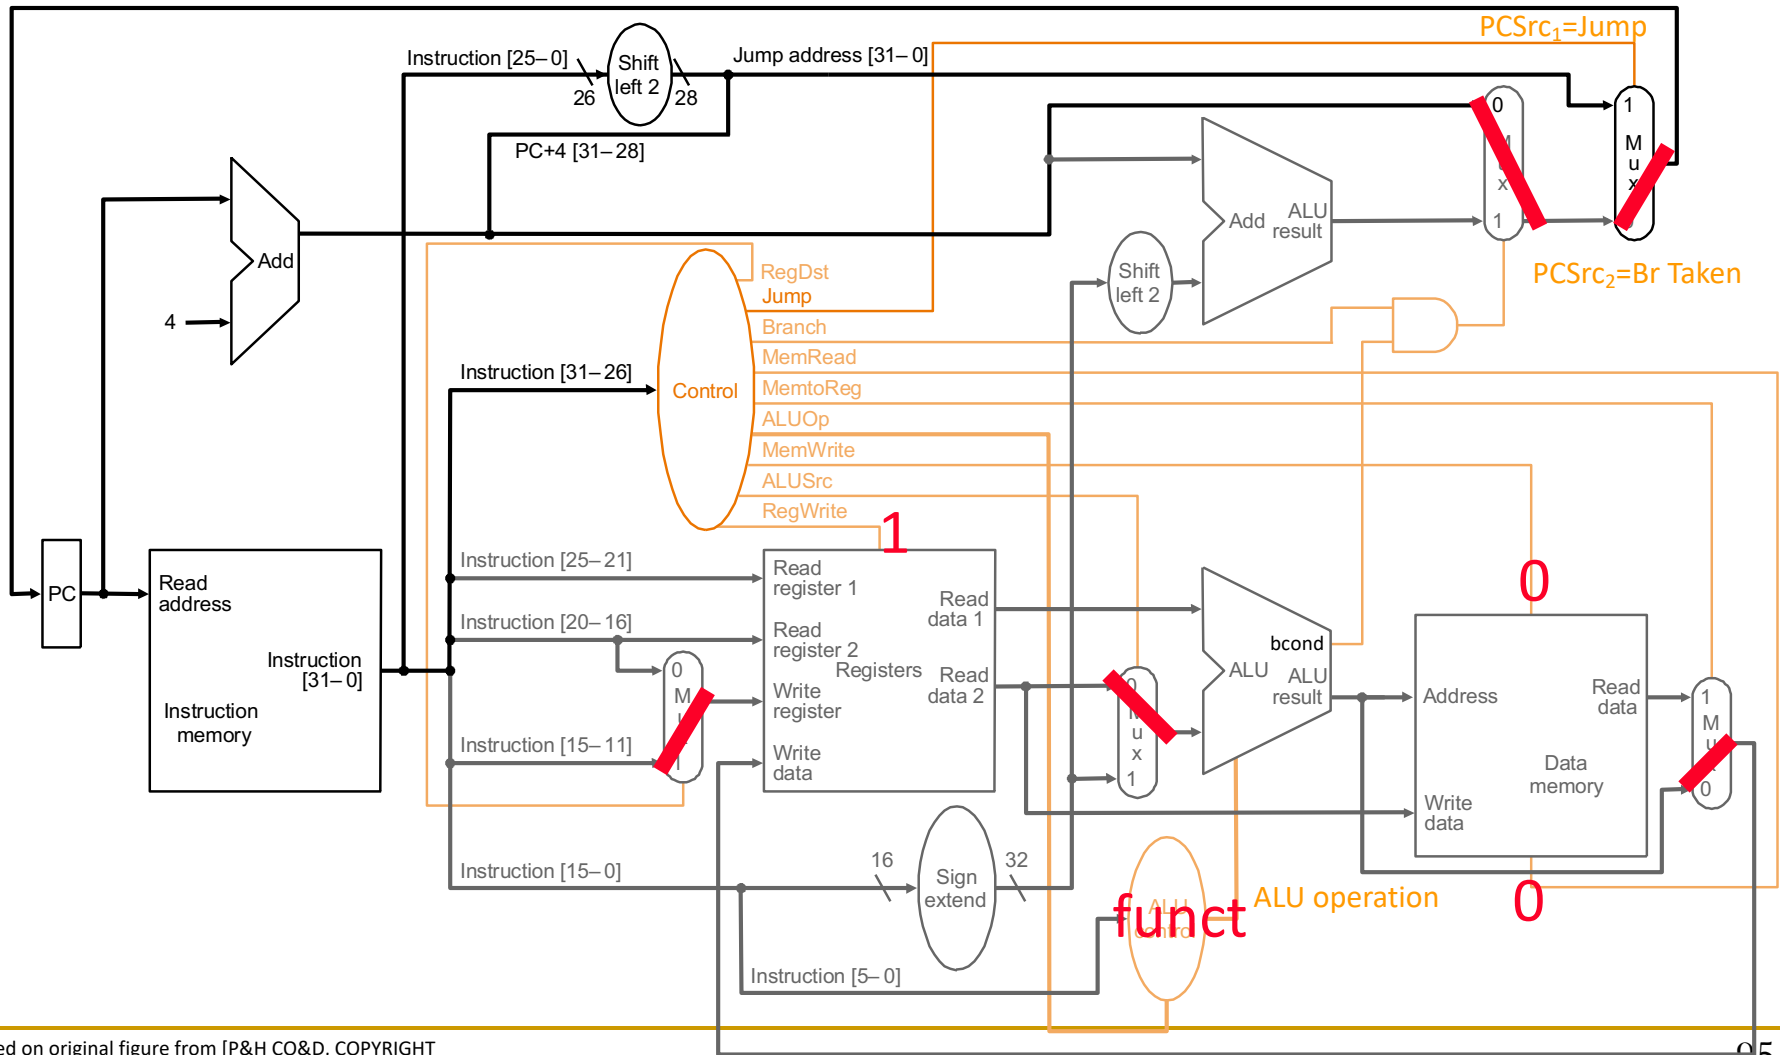 PCSrc1=Jump
Instruction [25–0]
Shift
left 2
26
28
Jump address [31–0]
PC+4 [31–28]
0
M
x
1
1
M
u
x
Add
4
Add
ALU
result
Shift
left 2
PCSrc2=Br Taken
RegDst
Jump
Branch
MemRead
MemtoReg
ALUOp
MemWrite
ALUSrc
RegWrite
Control
Instruction [31–26]
1
PC
Read
address
Instruction
[31–0]
Instruction
memory
Instruction [25–21]
Instruction [20–16]
Instruction [15–11]
Instruction [15–0]
Instruction [5–0]
0
M
Read
register 1
Read
register 2
Registers
Write
register
Write
data
Read
data 1
Read
data 2
0
u
x
1
bcond
ALU
ALU
result
0
Address
Read
data
Data
memory
Write
data
0
1
M
u
0
16
Sign
extend
32
ALU
control
funct
ALU operation
ed on original figure from [P&H CO&D, COPYRIGHT